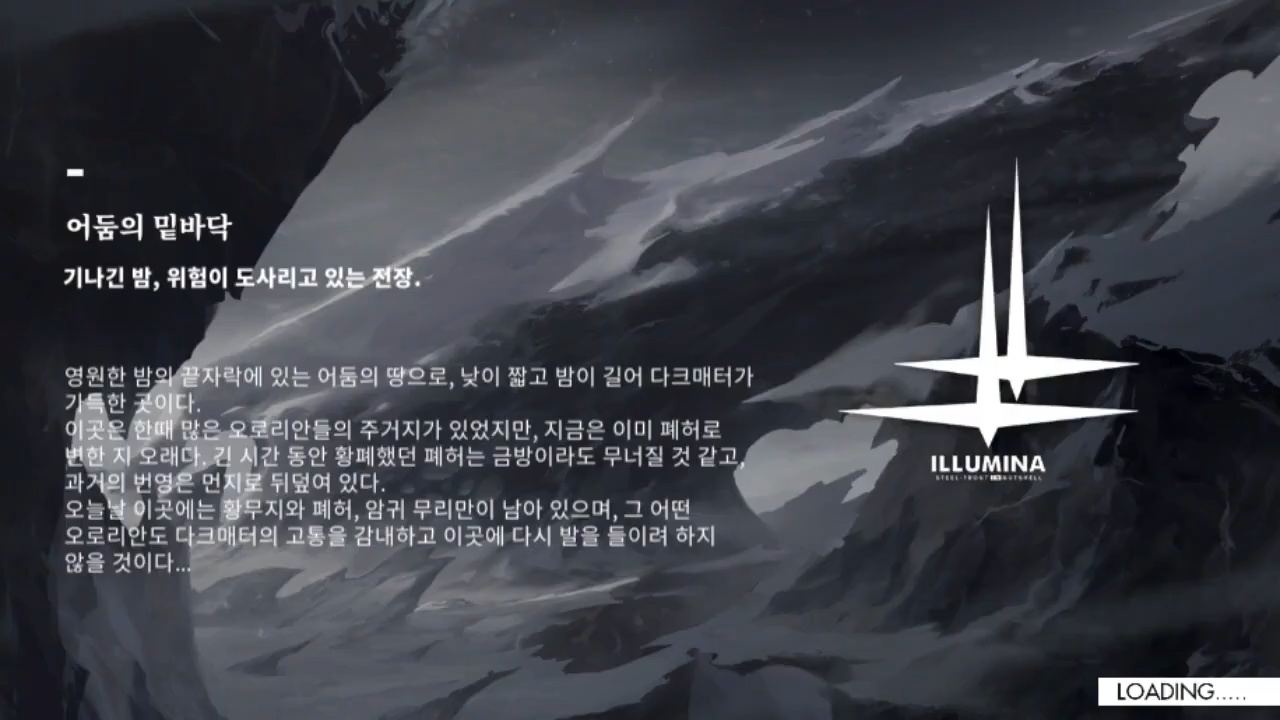 어둠의 밑바닥
기나긴 밤, 위험이 도사리고 있는 전장.
영원한 밤의 끝자락에 있는 어둠의 땅으로, 낮이 짧고 밤이 길어 다크매터가
가득한 곳이다.
이곳은 한때 많은 오로리안들의 주거지가 있었지만, 지금은 이미 폐허로
변한 지 오래다. 긴 시간 동안 황폐했던 폐허는 금방이라도 무너질 것 같고,
과거의 번영은 먼지로 뒤덮여 있다.
오늘날 이곳에는 황무지와 폐허, 암귀 무리만이 남아 있으며, 그 어떤
오로리안도 다크매터의 고통을 감내하고 이곳에 다시 발을 들이려 하지
않을 것이다...
ILLUMINA
STEEL-FRONT NUTSHELL
LOADING.....